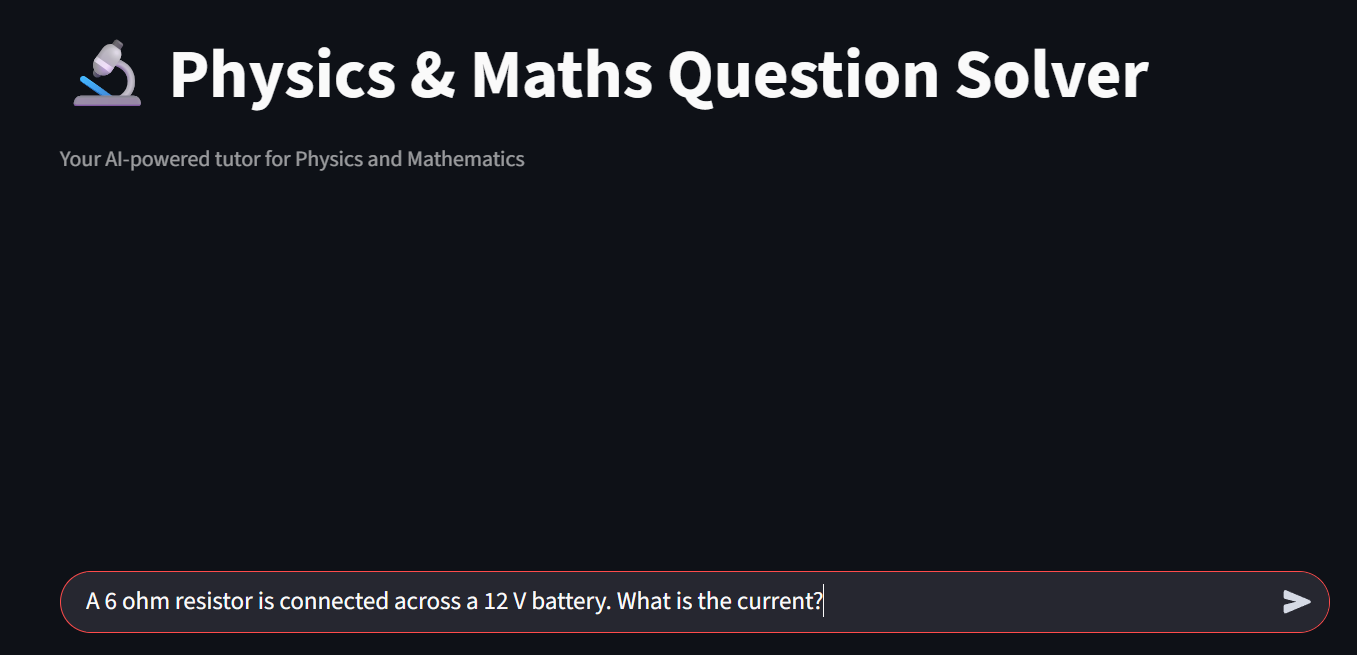 Physics & Maths Question Solver
Your AI-powered tutor for Physics and Mathematics
A 6 ohm resistor is connected across a 12 V battery. What is the current?